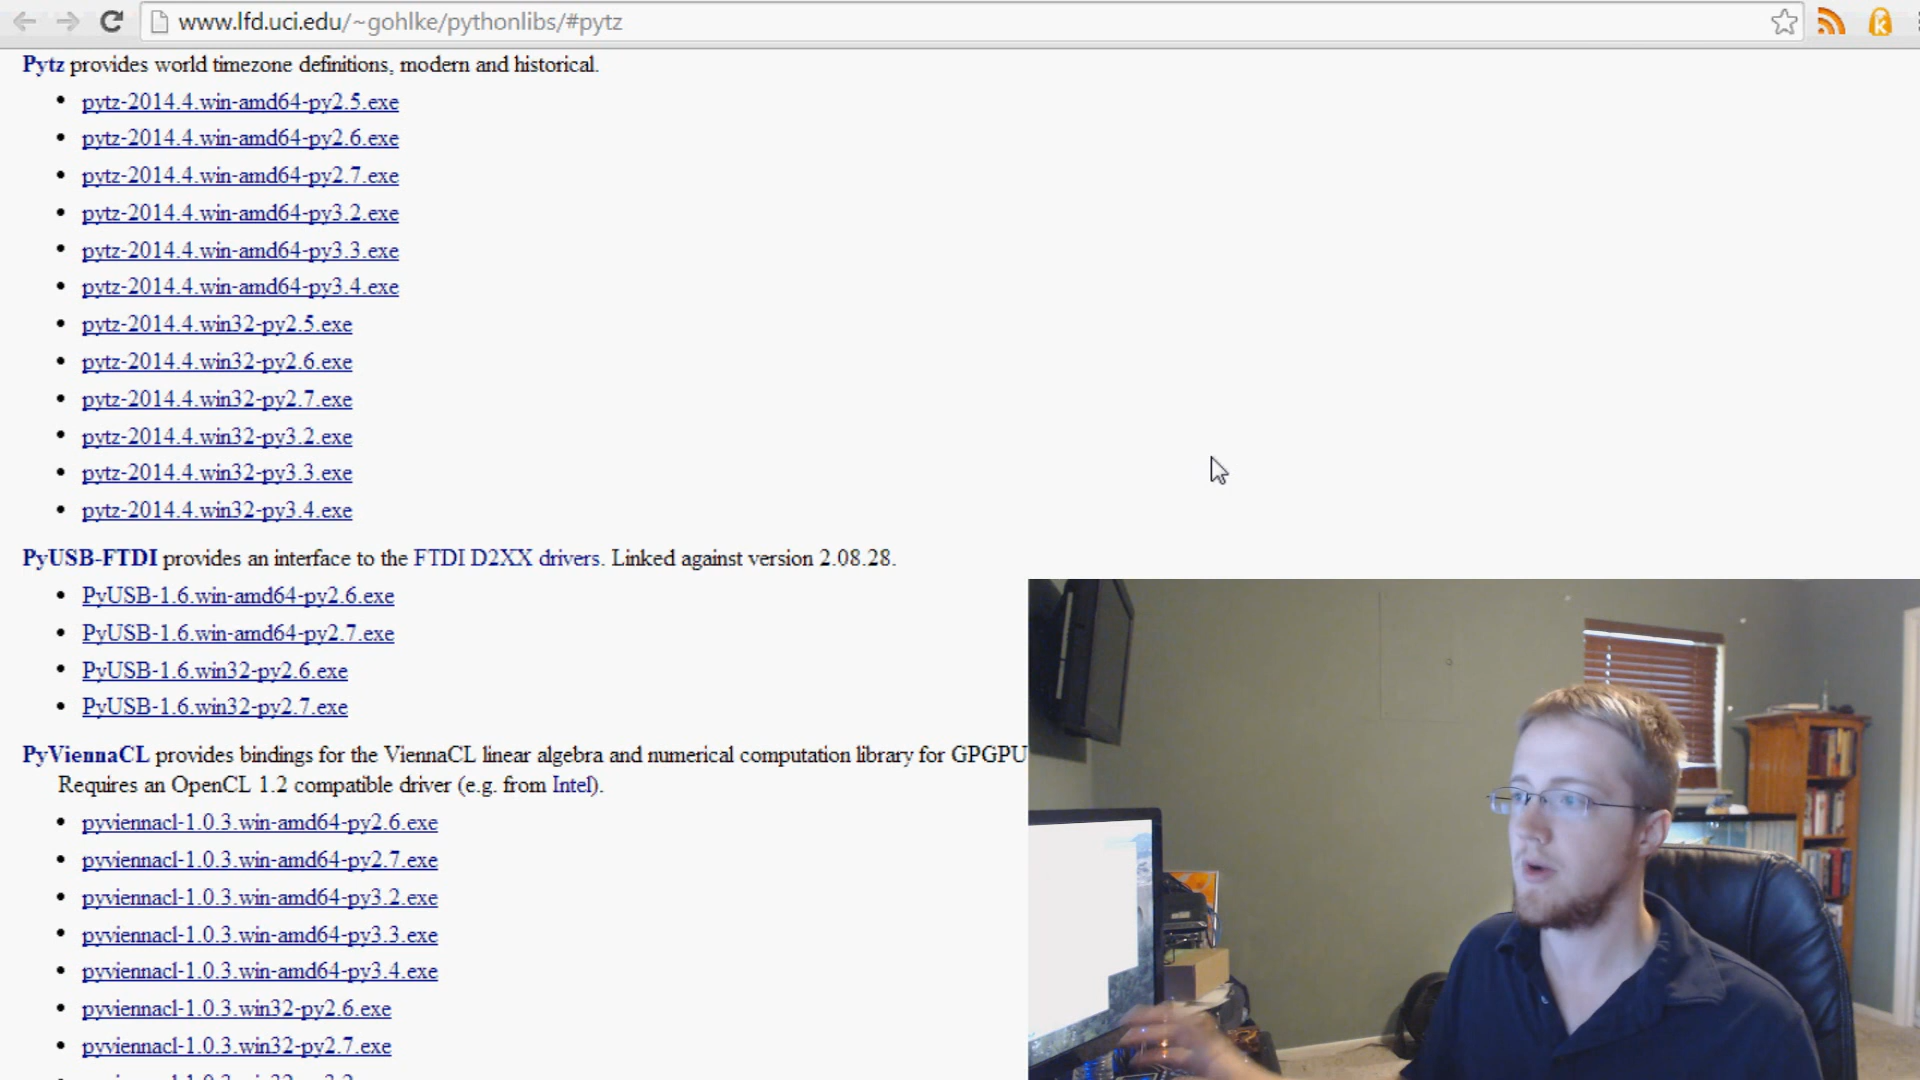 www.lfd.uci.edu/~gohlke/pythonlibs/#pytz
Pytz provides world timezone definitions, modern and historical.
• pytz-2014.4.win-amd64-py2.5.exe
• pytz-2014.4.win-amd64-py2.6.exe
• pytz-2014.4.win-amd64-py2.7.exe
• pytz-2014.4.win-amd64-py3.2.exe
• pytz-2014.4.win-amd64-py3.3.exe
• pytz-2014.4.win-amd64-py3.4.exe
• pytz-2014.4.win32-py2.5.exe
• pytz-2014.4.win32-py2.6.exe
• pytz-2014.4.win32-py2.7.exe
• pytz-2014.4.win32-py3.2.exe
• pytz-2014.4.win32-py3.3.exe
• pytz-2014.4.win32-py3.4.exe
PyUSB-FTDI provides an interface to the FTDI D2XX drivers. Linked against version 2.08.28.
• PyUSB-1.6.win-amd64-py2.6.exe
• PyUSB-1.6.win-amd64-py2.7.exe
• PyUSB-1.6.win32-py2.6.exe
• PyUSB-1.6.win32-py2.7.exe
PyViennaCL provides bindings for the ViennaCL linear algebra and numerical computation library for GPGPU
Requires an OpenCL 1.2 compatible driver (e.g. from Intel).
• pyviennacl-1.0.3.win-amd64-py2.6.exe
• pyviennacl-1.0.3.win-amd64-py2.7.exe
• pyviennacl-1.0.3.win-amd64-py3.2.exe
• pyviennacl-1.0.3.win-amd64-py3.3.exe
• pyviennacl-1.0.3.win-amd64-py3.4.exe
• pyviennacl-1.0.3.win32-py2.6.exe
• pyviennacl-1.0.3.win32-py2.7.exe